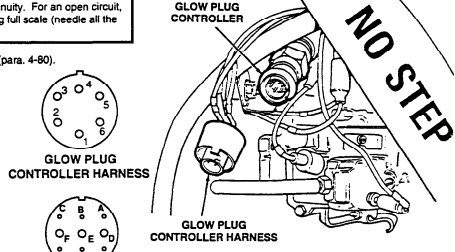 nuity. For an open circuit,
g full scale (needle all the
(para. 4-80).
GLOW PLUG
CONTROLLER
NO STEP
3 4 5
2 1 6
GLOW PLUG
CONTROLLER HARNESS
C B A
F E D
GLOW PLUG
CONTROLLER HARNESS